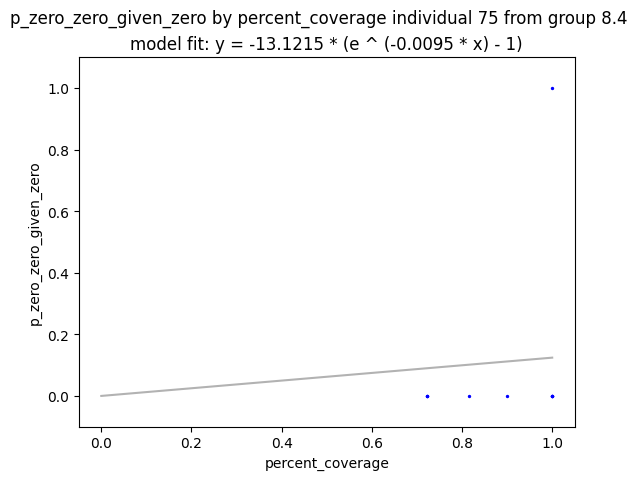 p_zero_zero_given_zero by percent_coverage individual 75 from group 8.4
model fit: y = -13.1215 * (e ^ (-0.0095 * x) - 1)
p_zero_zero_given_zero
1.0
0.8
0.6
0.4
0.2
0.0
0.0 0.2 0.4 0.6 0.8 1.0
percent_coverage